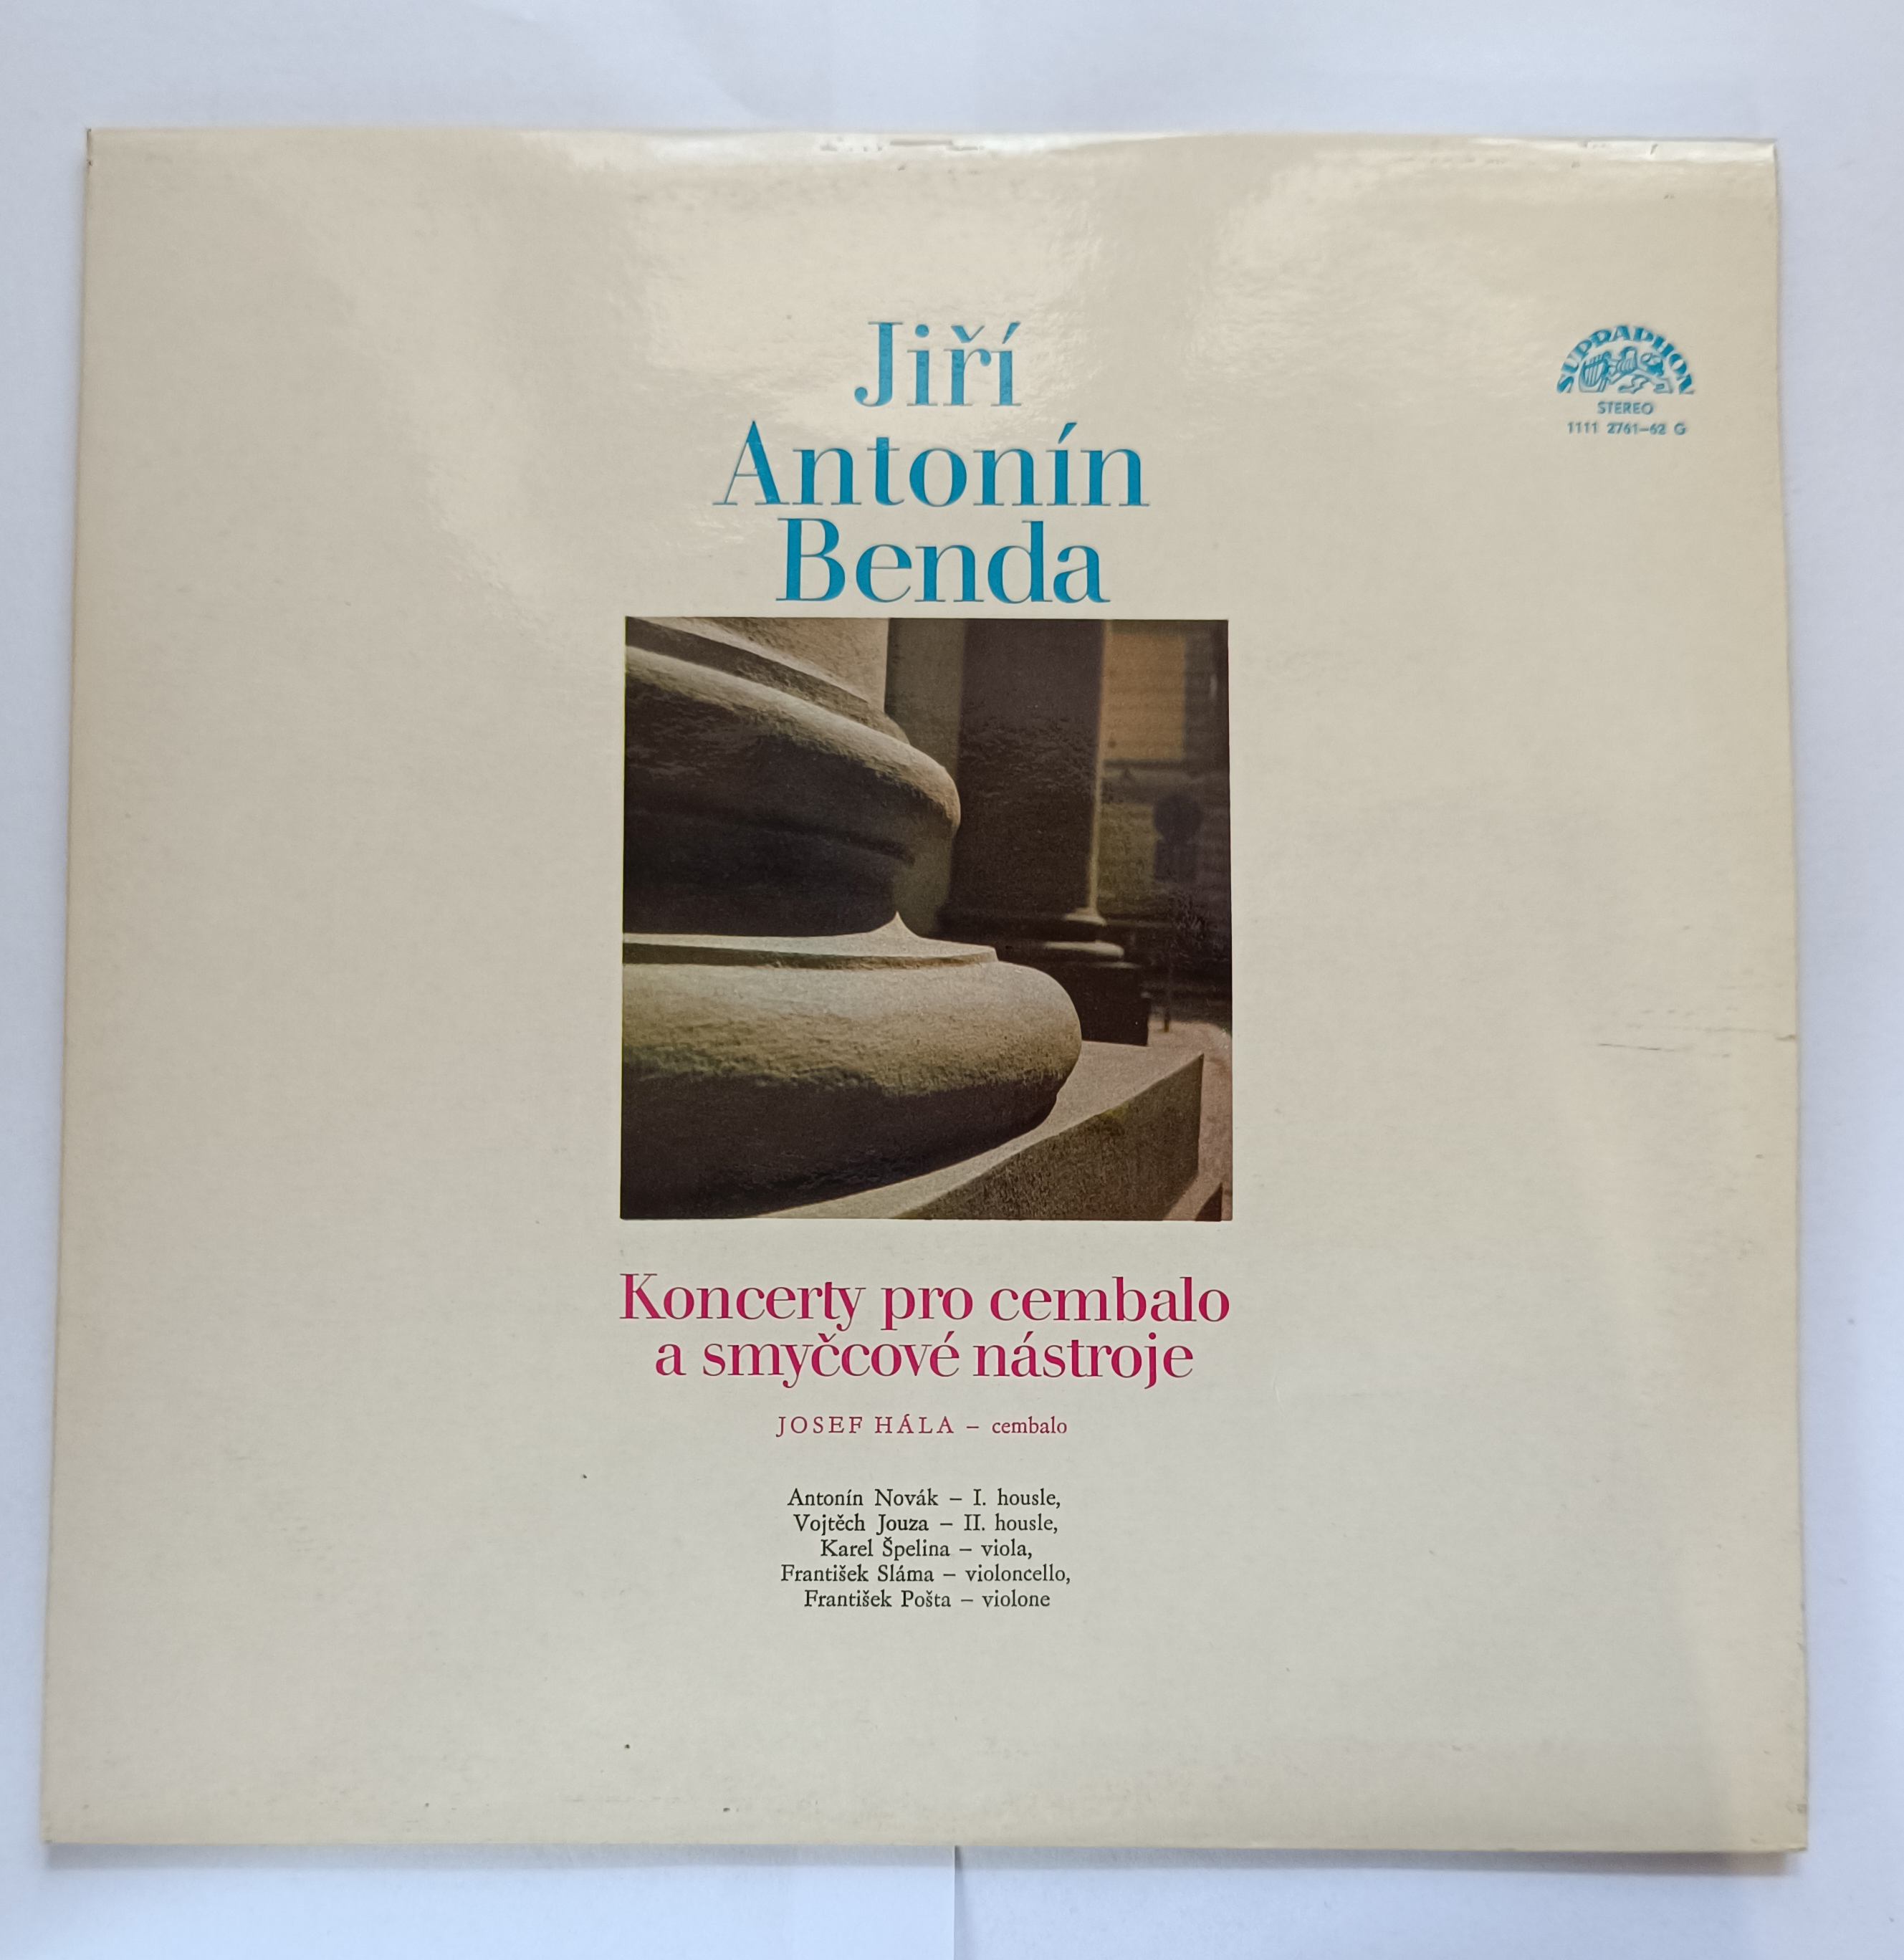 Jiří
Antonín
Benda
SUPRAPHON
STEREO
1111 2761–62 G
Koncerty pro cembalo
a smyčcové nástroje
JOSEF HÁLA – cembalo
Antonín Novák – I. housle,
Vojtěch Jouza – II. housle,
Karel Špelina – viola,
František Sláma – violoncello,
František Pošta – violone